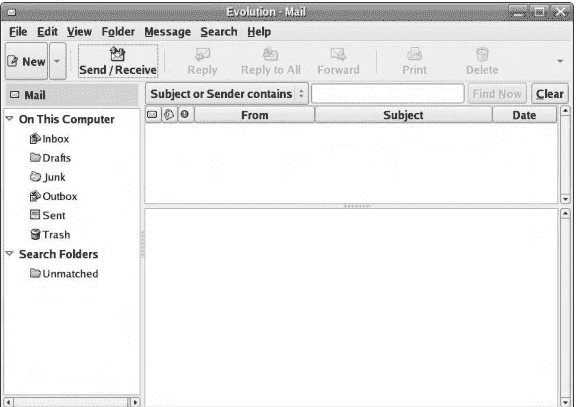 Evolution - Mail
File Edit View Folder Message Search Help
New Send / Receive Reply Reply to All Forward Print Delete
Mail Subject or Sender contains Find Now Clear
From Subject Date
On This Computer
Inbox
Drafts
Junk
Outbox
Sent
Trash
Search Folders
Unmatched